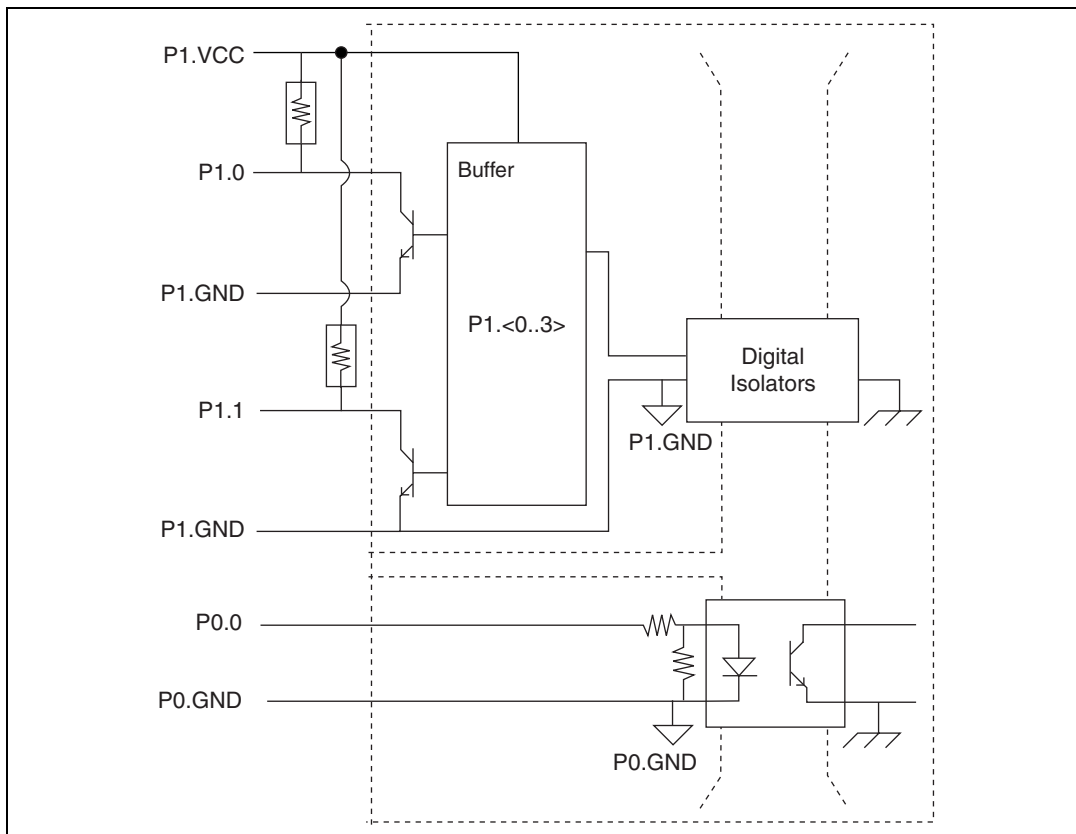 P1.VCC
P1.0
Buffer
P1.GND
P1.<0..3>
Digital
Isolators
P1.1
P1.GND
P1.GND
P0.0
P0.GND
P0.GND